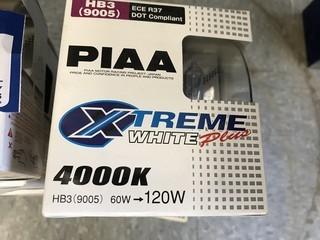 HB3
(9005)
ECE R37
DOT Compliant
PIAA
PIAA MOTOR RACING PROJECT, JAPAN
PRIDE AND CONFIDENCE IN PEOPLE AND PRODUCTS
XTREME
WHITE Plus
4000K
HB3(9005) 60W→120W